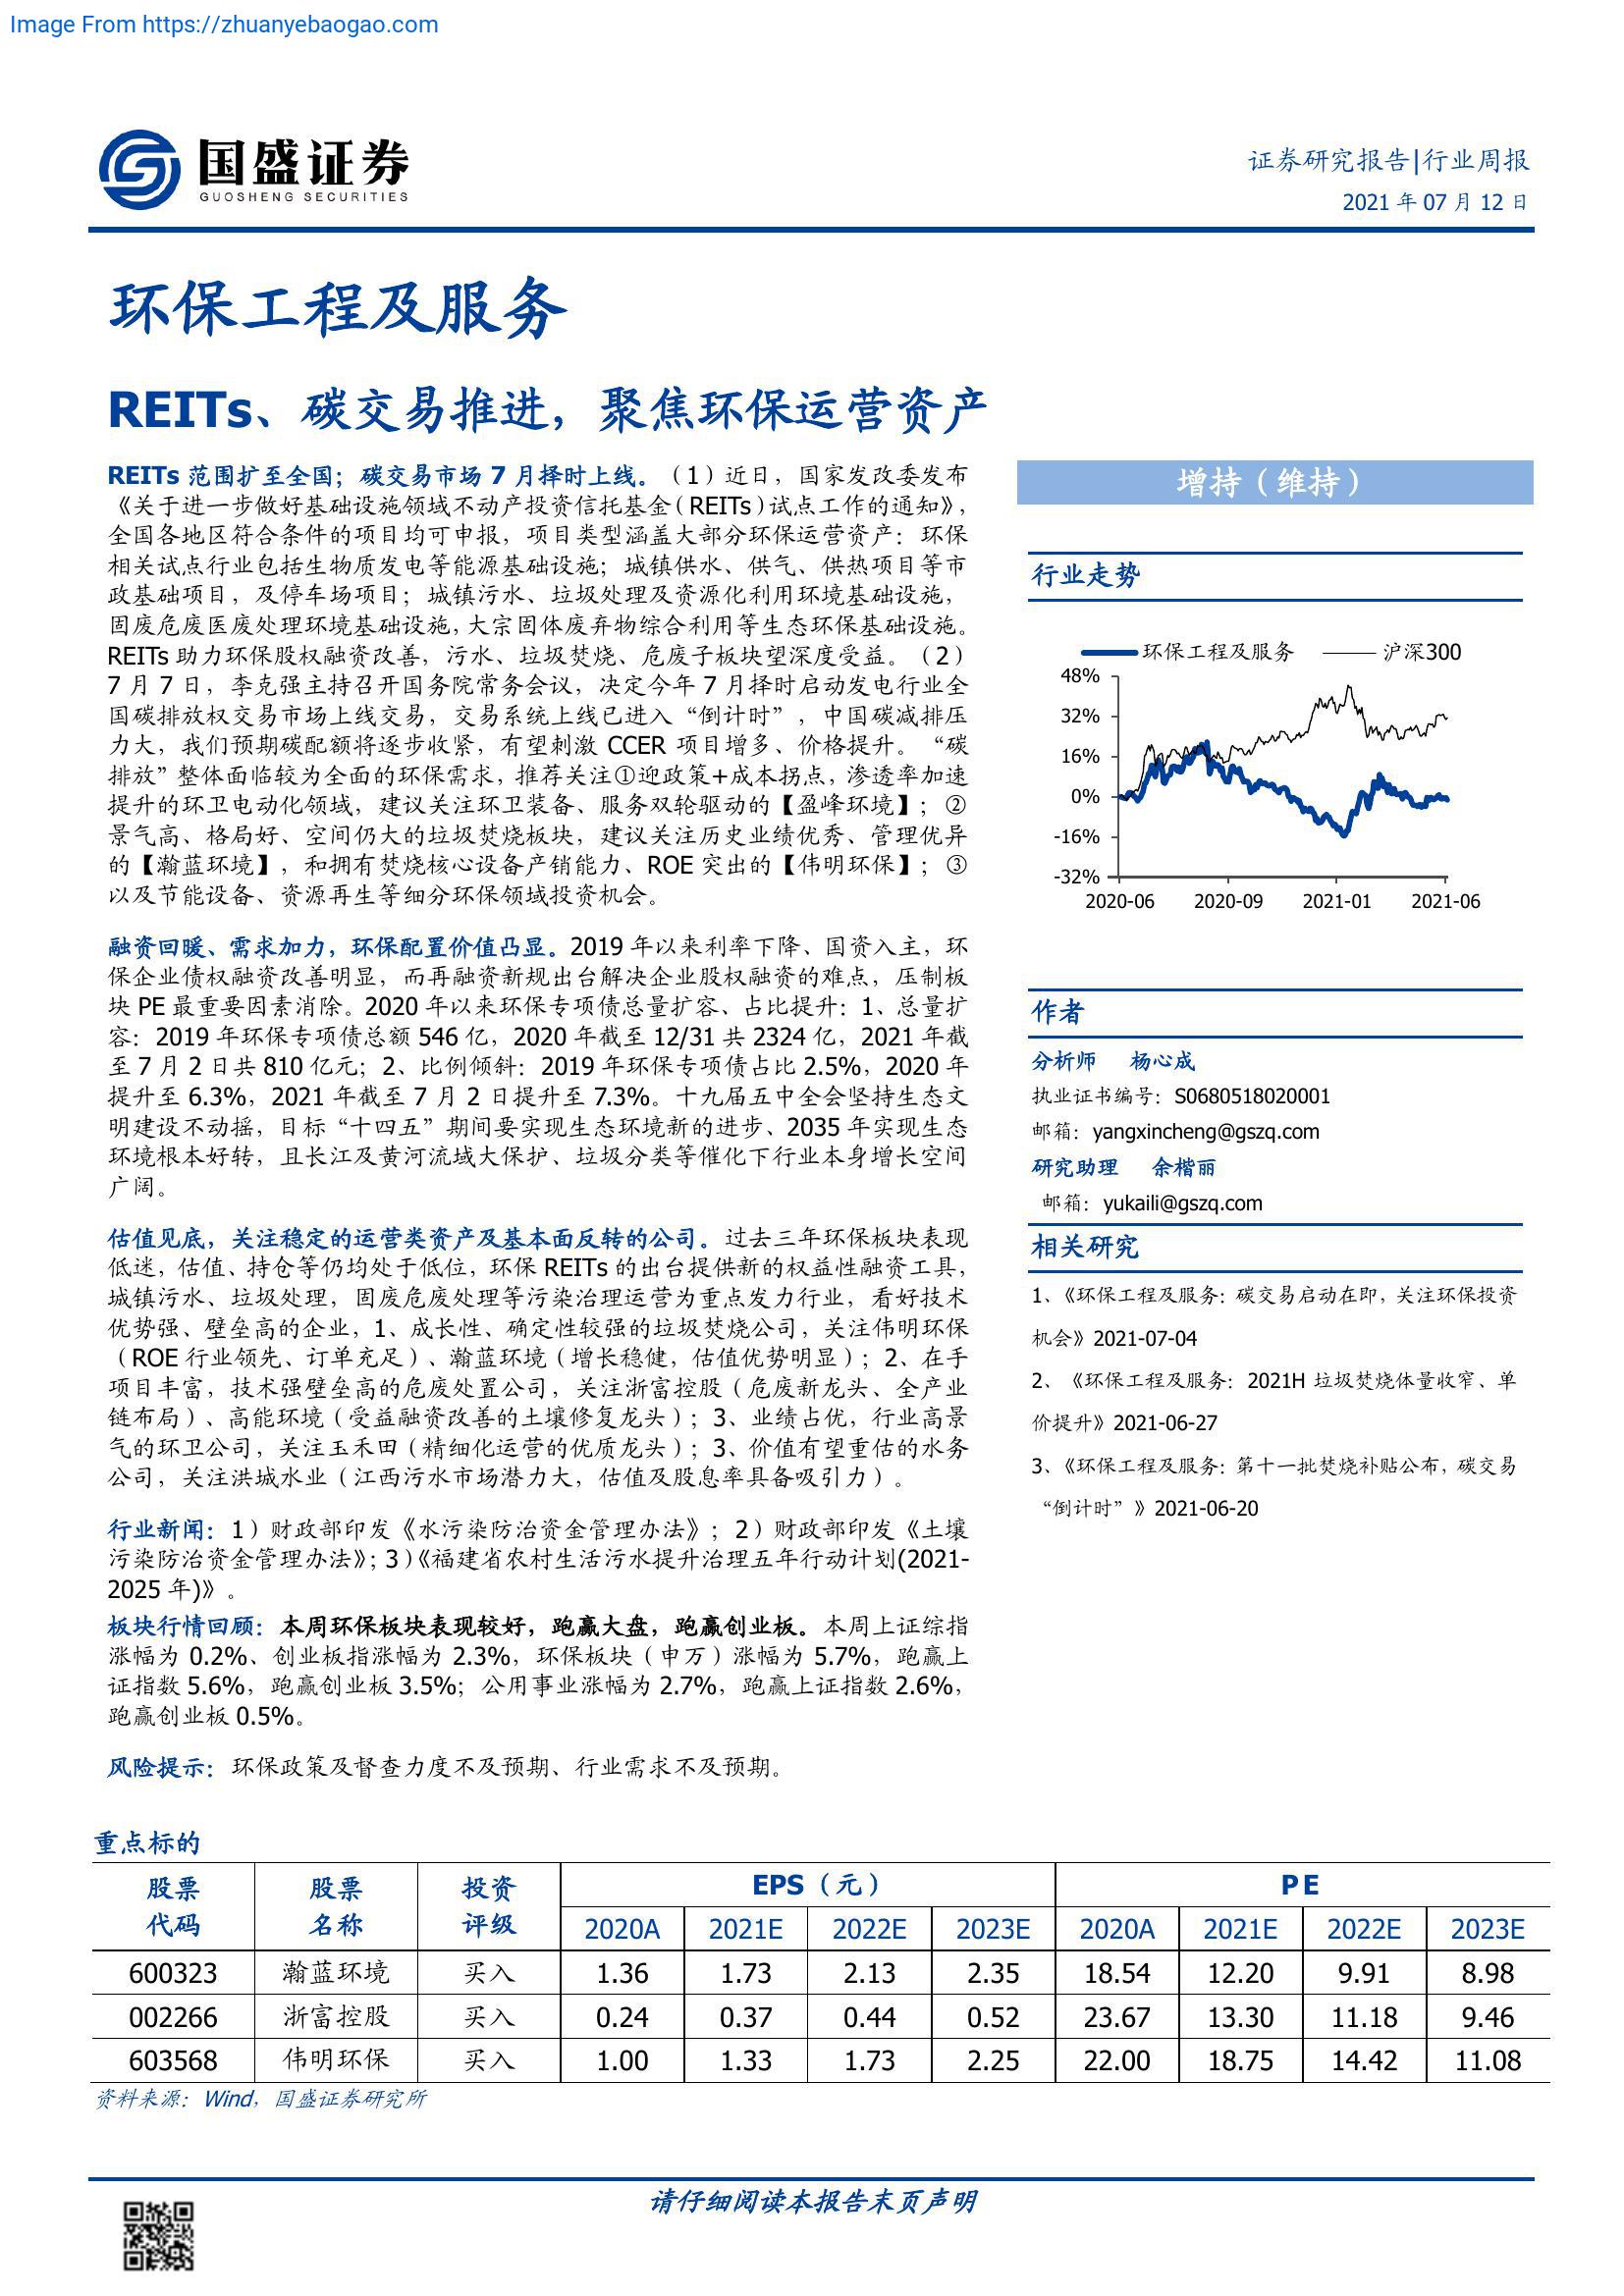 Image From https://zhuanyebaogao.com
国盛证券
GUOSHENG SECURITIES
证券研究报告|行业周报
2021 年 07 月 12 日
环保工程及服务
REITs、碳交易推进，聚焦环保运营资产
REITs 范围扩至全国；碳交易市场 7 月择时上线。（1）近日，国家发改委发布
《关于进一步做好基础设施领域不动产投资信托基金（REITs）试点工作的通知》，
全国各地区符合条件的项目均可申报，项目类型涵盖大部分环保运营资产：环保
相关试点行业包括生物质发电等能源基础设施；城镇供水、供气、供热项目等市
政基础项目，及停车场项目；城镇污水、垃圾处理及资源化利用环境基础设施，
固废危废医废处理环境基础设施，大宗固体废弃物综合利用等生态环保基础设施。
REITs 助力环保股权融资改善，污水、垃圾焚烧、危废子板块望深度受益。（2）
7 月 7 日，李克强主持召开国务院常务会议，决定今年 7 月择时启动发电行业全
国碳排放权交易市场上线交易，交易系统上线已进入“倒计时”，中国碳减排压
力大，我们预期碳配额将逐步收紧，有望刺激 CCER 项目增多、价格提升。“碳
排放”整体面临较为全面的环保需求，推荐关注①迎政策+成本拐点，渗透率加速
提升的环卫电动化领域，建议关注环卫装备、服务双轮驱动的【盈峰环境】；②
景气高、格局好、空间仍大的垃圾焚烧板块，建议关注历史业绩优秀、管理优异
的【瀚蓝环境】，和拥有焚烧核心设备产销能力、ROE 突出的【伟明环保】；③
以及节能设备、资源再生等细分环保领域投资机会。
融资回暖、需求加力，环保配置价值凸显。2019 年以来利率下降、国资入主，环
保企业债权融资改善明显，而再融资新规出台解决企业股权融资的难点，压制板
块 PE 最重要因素消除。2020 年以来环保专项债总量扩容、占比提升：1、总量扩
容：2019 年环保专项债总额 546 亿，2020 年截至 12/31 共 2324 亿，2021 年截
至 7 月 2 日共 810 亿元；2、比例倾斜：2019 年环保专项债占比 2.5%，2020 年
提升至 6.3%，2021 年截至 7 月 2 日提升至 7.3%。十九届五中全会坚持生态文
明建设不动摇，目标“十四五”期间要实现生态环境新的进步、2035 年实现生态
环境根本好转，且长江及黄河流域大保护、垃圾分类等催化下行业本身增长空间
广阔。
估值见底，关注稳定的运营类资产及基本面反转的公司。过去三年环保板块表现
低迷，估值、持仓等仍均处于低位，环保 REITs 的出台提供新的权益性融资工具，
城镇污水、垃圾处理，固废危废处理等污染治理运营为重点发力行业，看好技术
优势强、壁垒高的企业，1、成长性、确定性较强的垃圾焚烧公司，关注伟明环保
（ROE 行业领先、订单充足）、瀚蓝环境（增长稳健，估值优势明显）；2、在手
项目丰富，技术强壁垒高的危废处置公司，关注浙富控股（危废新龙头、全产业
链布局）、高能环境（受益融资改善的土壤修复龙头）；3、业绩占优，行业高景
气的环卫公司，关注玉禾田（精细化运营的优质龙头）；3、价值有望重估的水务
公司，关注洪城水业（江西污水市场潜力大，估值及股息率具备吸引力）。
行业新闻：1）财政部印发《水污染防治资金管理办法》；2）财政部印发《土壤
污染防治资金管理办法》；3）《福建省农村生活污水提升治理五年行动计划(2021-
2025 年)》。
板块行情回顾：本周环保板块表现较好，跑赢大盘，跑赢创业板。本周上证综指
涨幅为 0.2%、创业板指涨幅为 2.3%，环保板块（申万）涨幅为 5.7%，跑赢上
证指数 5.6%，跑赢创业板 3.5%；公用事业涨幅为 2.7%，跑赢上证指数 2.6%，
跑赢创业板 0.5%。
风险提示：环保政策及督查力度不及预期、行业需求不及预期。
增持（维持）
行业走势
环保工程及服务 沪深300
48%
32%
16%
0%
-16%
-32%
2020-06 2020-09 2021-01 2021-06
作者
分析师 杨心成
执业证书编号：S0680518020001
邮箱：yangxincheng@gszq.com
研究助理 余楷丽
邮箱：yukaili@gszq.com
相关研究
1、《环保工程及服务：碳交易启动在即，关注环保投资
机会》2021-07-04
2、《环保工程及服务：2021H 垃圾焚烧体量收窄、单
价提升》2021-06-27
3、《环保工程及服务：第十一批焚烧补贴公布，碳交易
“倒计时”》2021-06-20
重点标的
股票 股票 投资 EPS（元） PE
代码 名称 评级 2020A 2021E 2022E 2023E 2020A 2021E 2022E 2023E
600323 瀚蓝环境 买入 1.36 1.73 2.13 2.35 18.54 12.20 9.91 8.98
002266 浙富控股 买入 0.24 0.37 0.44 0.52 23.67 13.30 11.18 9.46
603568 伟明环保 买入 1.00 1.33 1.73 2.25 22.00 18.75 14.42 11.08
资料来源：Wind，国盛证券研究所
请仔细阅读本报告末页声明